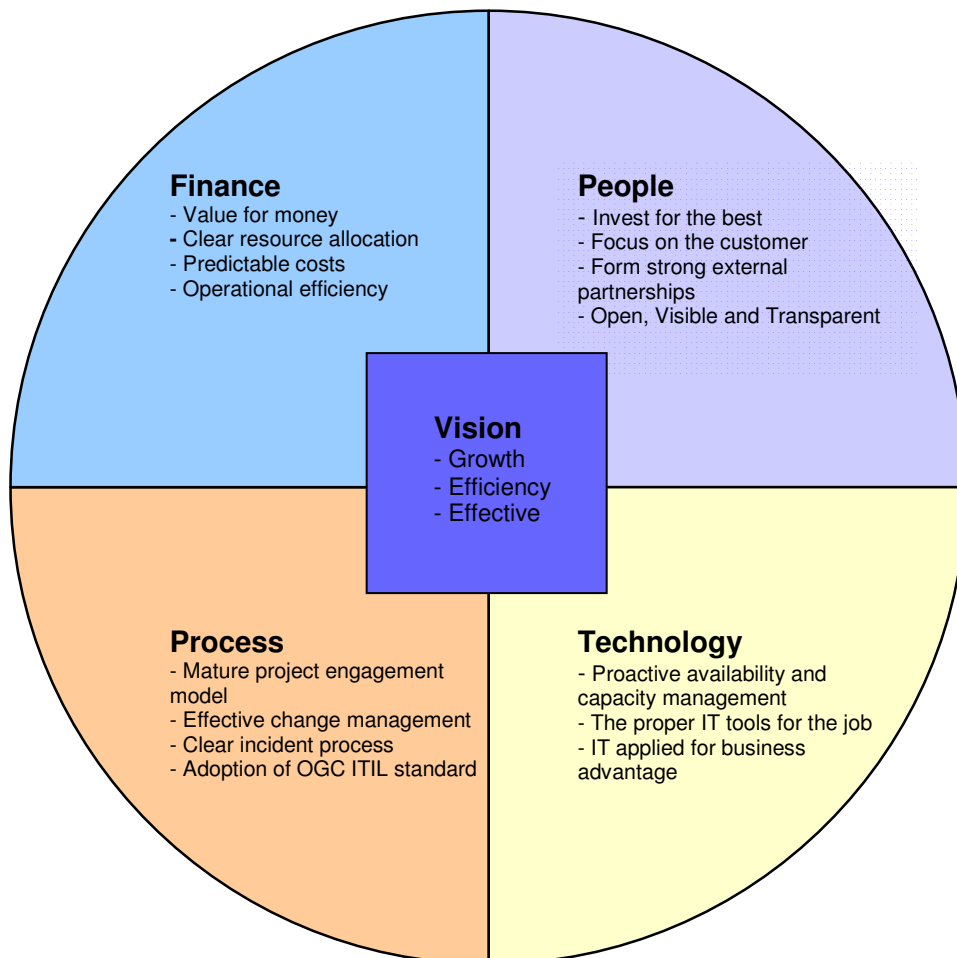 Finance
- Value for money
- Clear resource allocation
- Predictable costs
- Operational efficiency
People
- Invest for the best
- Focus on the customer
- Form strong external
partnerships
- Open, Visible and Transparent
Vision
- Growth
- Efficiency
- Effective
Process
- Mature project engagement
model
- Effective change management
- Clear incident process
- Adoption of OGC ITIL standard
Technology
- Proactive availability and
capacity management
- The proper IT tools for the job
- IT applied for business
advantage